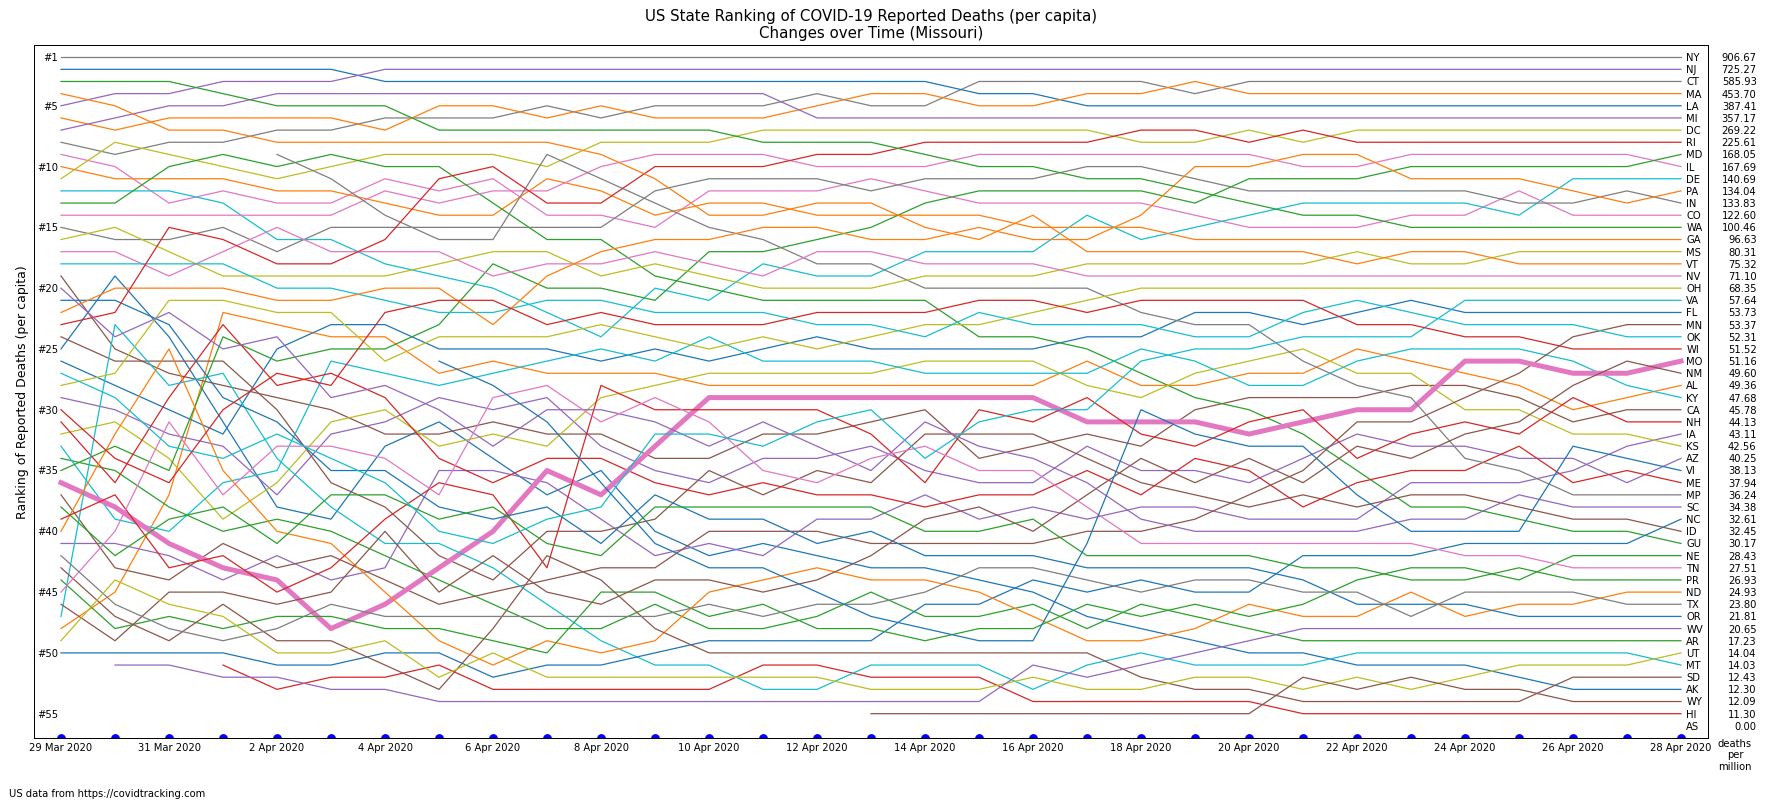 US State Ranking of COVID-19 Reported Deaths (per capita)
Changes over Time (Missouri)
Ranking of Reported Deaths (per capita)
#1
#5
#10
#15
#20
#25
#30
#35
#40
#45
#50
#55
NY 906.67
NJ 725.27
CT 585.93
MA 453.70
LA 387.41
MI 357.17
DC 269.22
RI 225.61
MD 168.05
IL 167.69
DE 140.69
PA 134.04
IN 133.83
CO 122.60
WA 100.46
GA 96.63
MS 80.31
VT 75.32
NV 71.10
OH 68.35
VA 57.64
FL 53.73
MN 53.37
OK 52.31
WI 51.52
MO 51.16
NM 49.60
AL 49.36
KY 47.68
CA 45.78
NH 44.13
IA 43.11
KS 42.56
AZ 40.25
VI 38.13
ME 37.94
MP 36.24
SC 34.38
NC 32.61
ID 32.45
GU 30.17
NE 28.43
TN 27.51
PR 26.93
ND 24.93
TX 23.80
OR 21.81
WV 20.65
AR 17.23
UT 14.04
MT 14.03
SD 12.43
AK 12.30
WY 12.09
HI 11.30
AS 0.00
29 Mar 2020 31 Mar 2020 2 Apr 2020 4 Apr 2020 6 Apr 2020 8 Apr 2020 10 Apr 2020 12 Apr 2020 14 Apr 2020 16 Apr 2020 18 Apr 2020 20 Apr 2020 22 Apr 2020 24 Apr 2020 26 Apr 2020 28 Apr 2020
deaths
per
million
US data from https://covidtracking.com